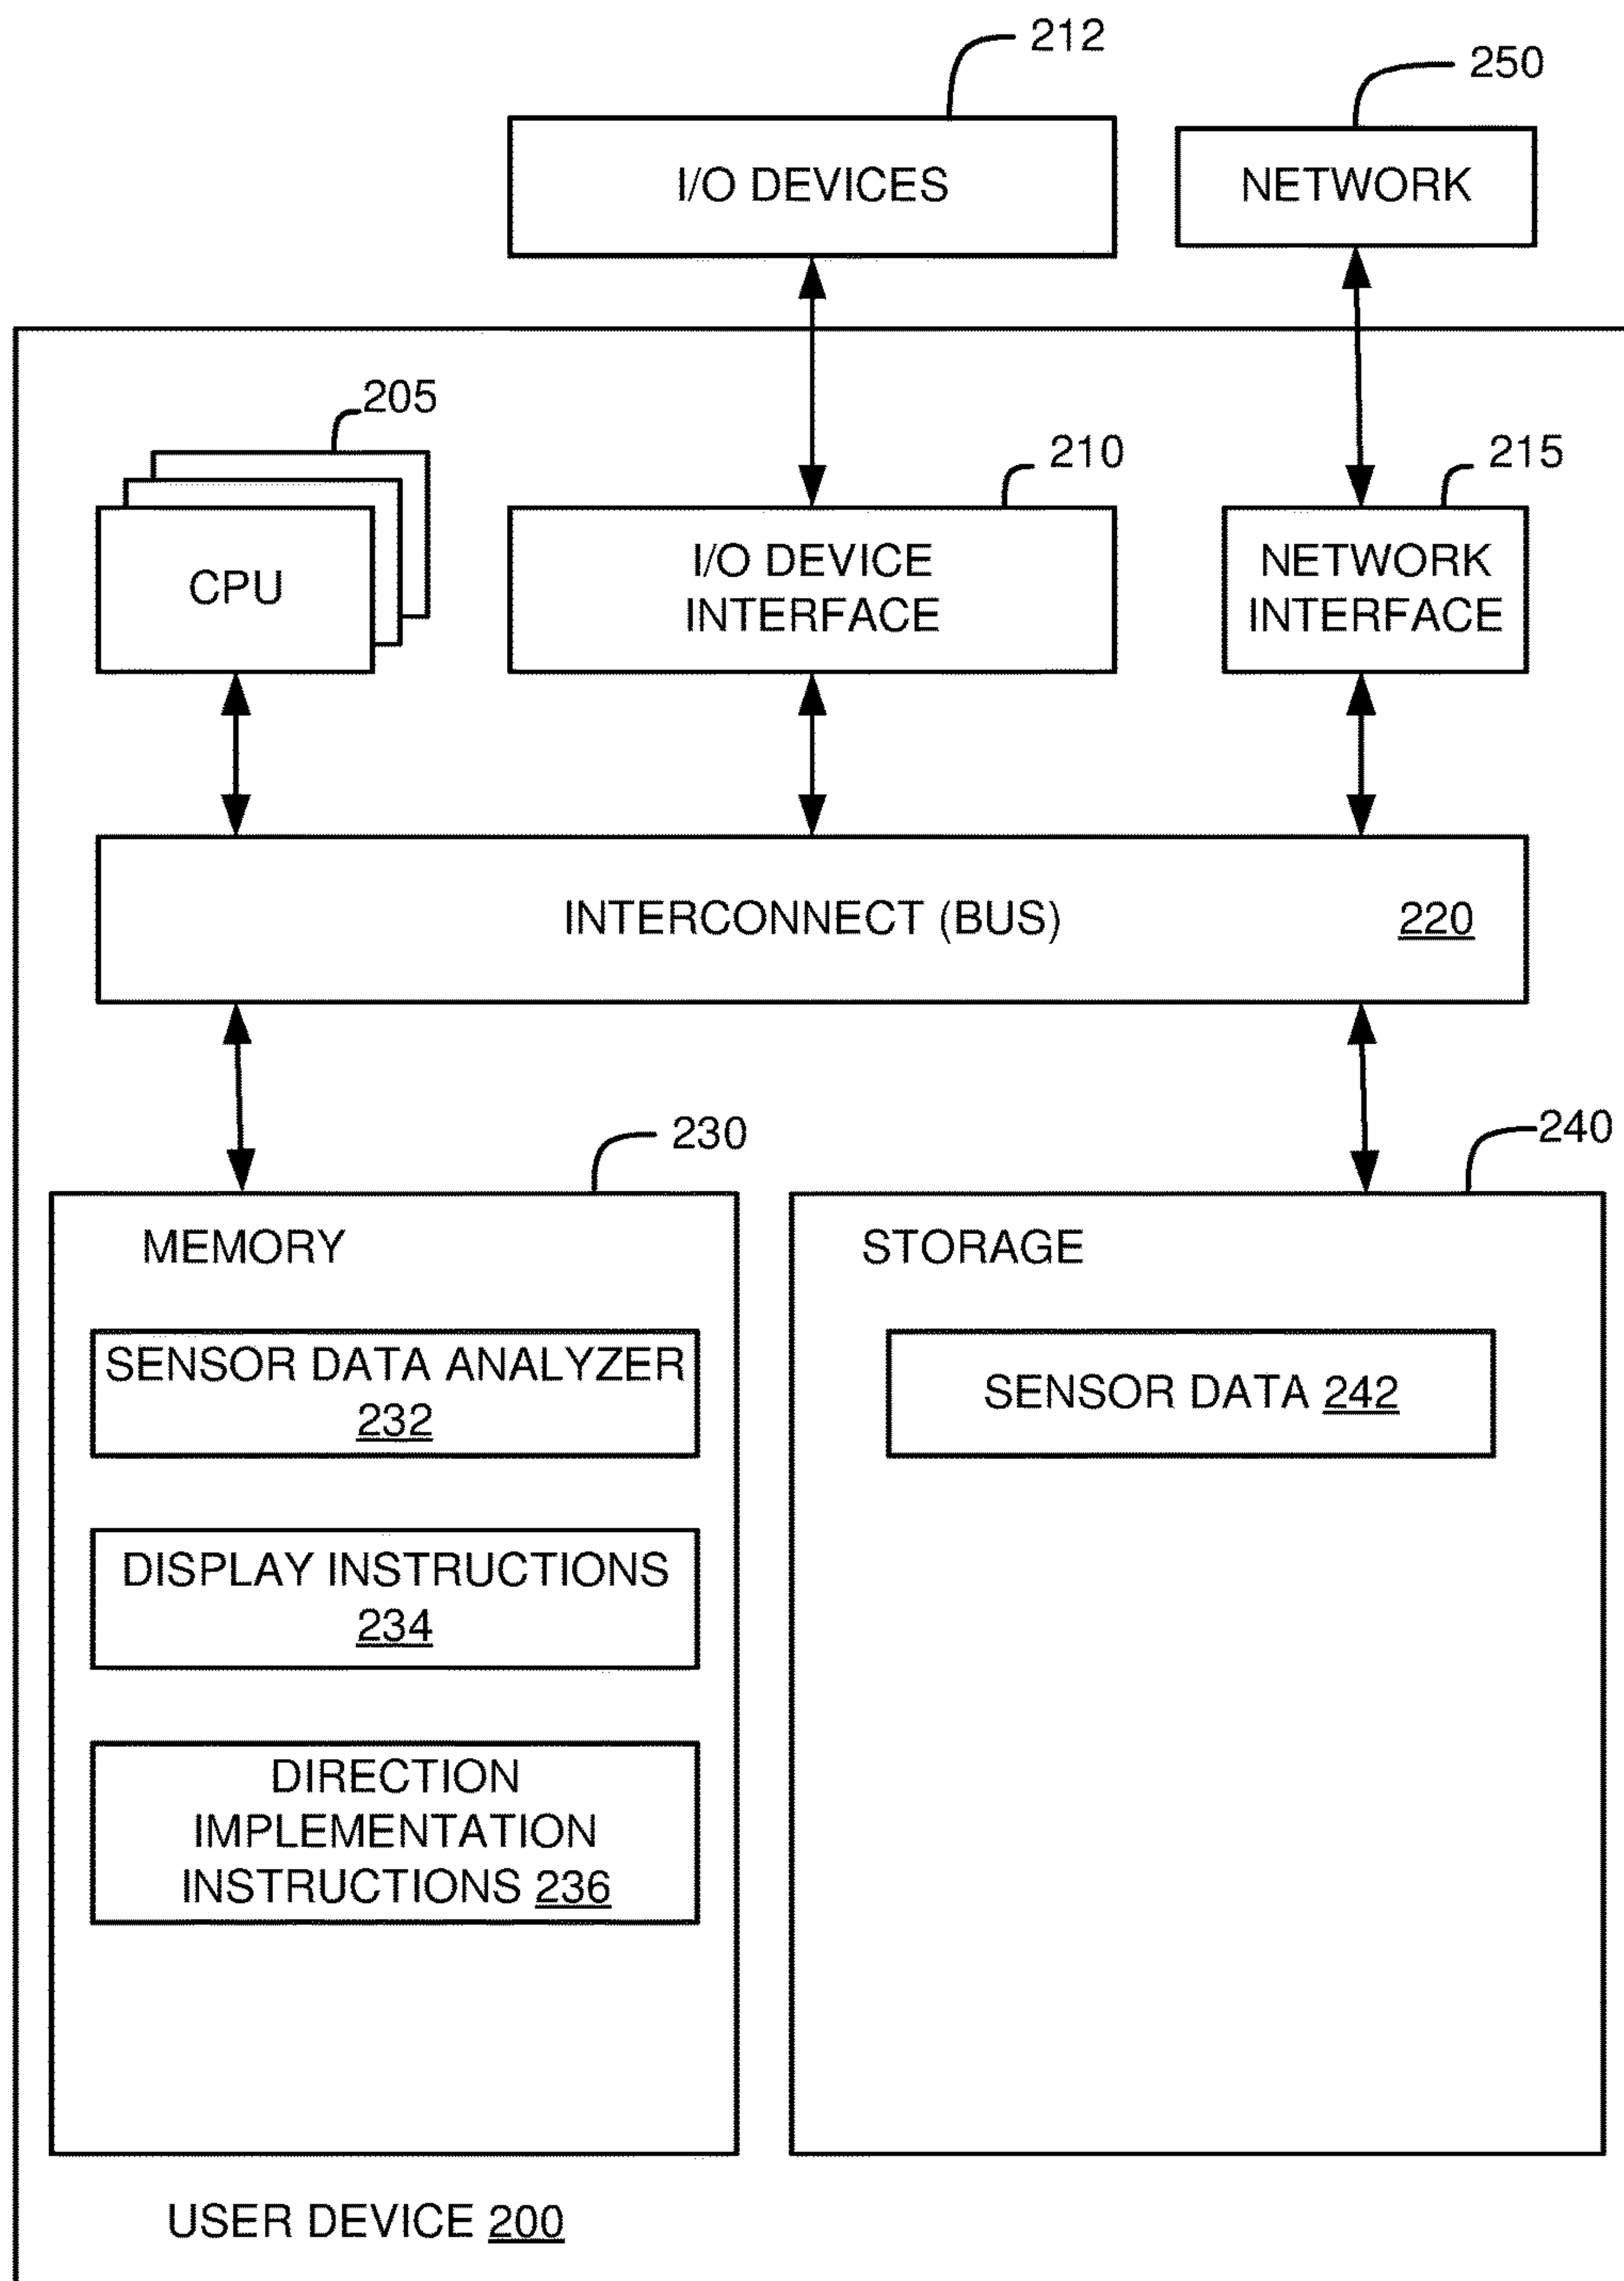 212
250
I/O DEVICES
NETWORK
205
210
215
CPU
I/O DEVICE
INTERFACE
NETWORK
INTERFACE
INTERCONNECT (BUS) 220
230
240
MEMORY
SENSOR DATA ANALYZER
232
DISPLAY INSTRUCTIONS
234
DIRECTION
IMPLEMENTATION
INSTRUCTIONS 236
STORAGE
SENSOR DATA 242
USER DEVICE 200